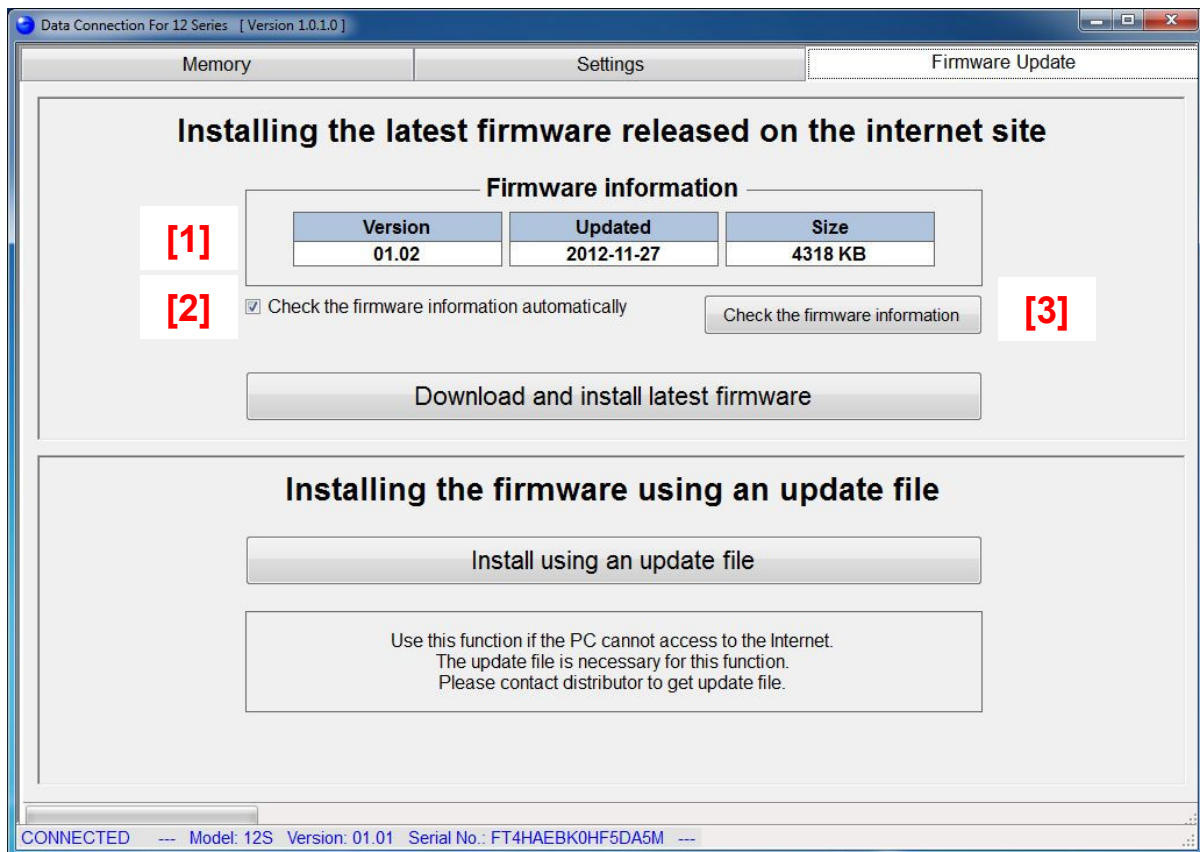 Data Connection For 12 Series [ Version 1.0.1.0 ]
Memory Settings Firmware Update
Installing the latest firmware released on the internet site
Firmware information
[1]
Version Updated Size
01.02 2012-11-27 4318 KB
[2] Check the firmware information automatically Check the firmware information [3]
Download and install latest firmware
Installing the firmware using an update file
Install using an update file
Use this function if the PC cannot access to the Internet.
The update file is necessary for this function.
Please contact distributor to get update file.
CONNECTED --- Model: 12S Version: 01.01 Serial No.: FT4HAEBK0HF5DA5M ---